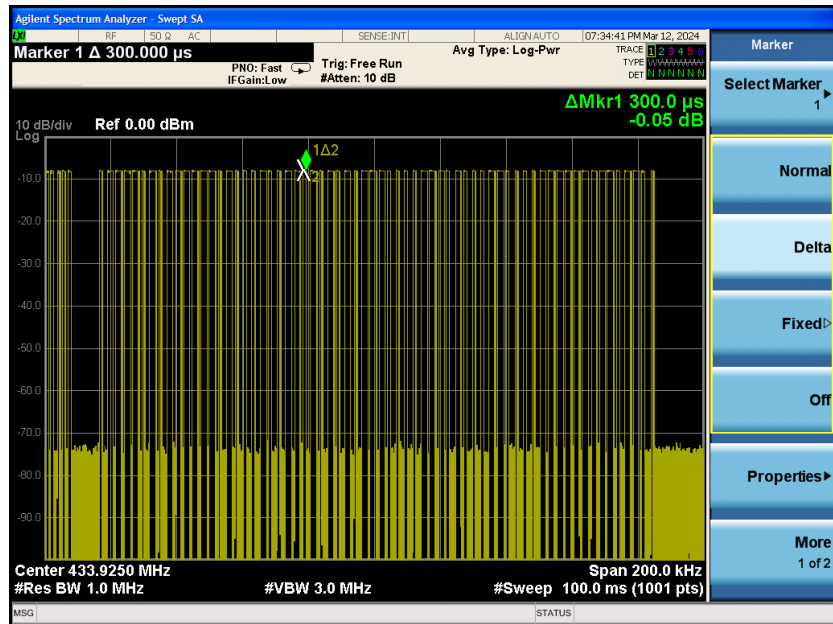 Agilent Spectrum Analyzer - Swept SA
LXI RF 50 Ω AC SENSE:INT ALIGN AUTO 07:34:41 PM Mar 12, 2024
Marker 1 Δ 300.000 µs
PNO: Fast
IFGain:Low
Trig: Free Run
#Atten: 10 dB
Avg Type: Log-Pwr
TRACE 1 2 3 4 5 6
TYPE
DET N N N N N N
ΔMkr1 300.0 µs
-0.05 dB
10 dB/div
Log
Ref 0.00 dBm
1Δ2
2
-10.0
-20.0
-30.0
-40.0
-50.0
-60.0
-70.0
-80.0
-90.0
Center 433.9250 MHz
Span 200.0 kHz
#Res BW 1.0 MHz
#VBW 3.0 MHz
#Sweep 100.0 ms (1001 pts)
MSG
STATUS
Marker
Select Marker
1
Normal
Delta
Fixed
Off
Properties
More
1 of 2